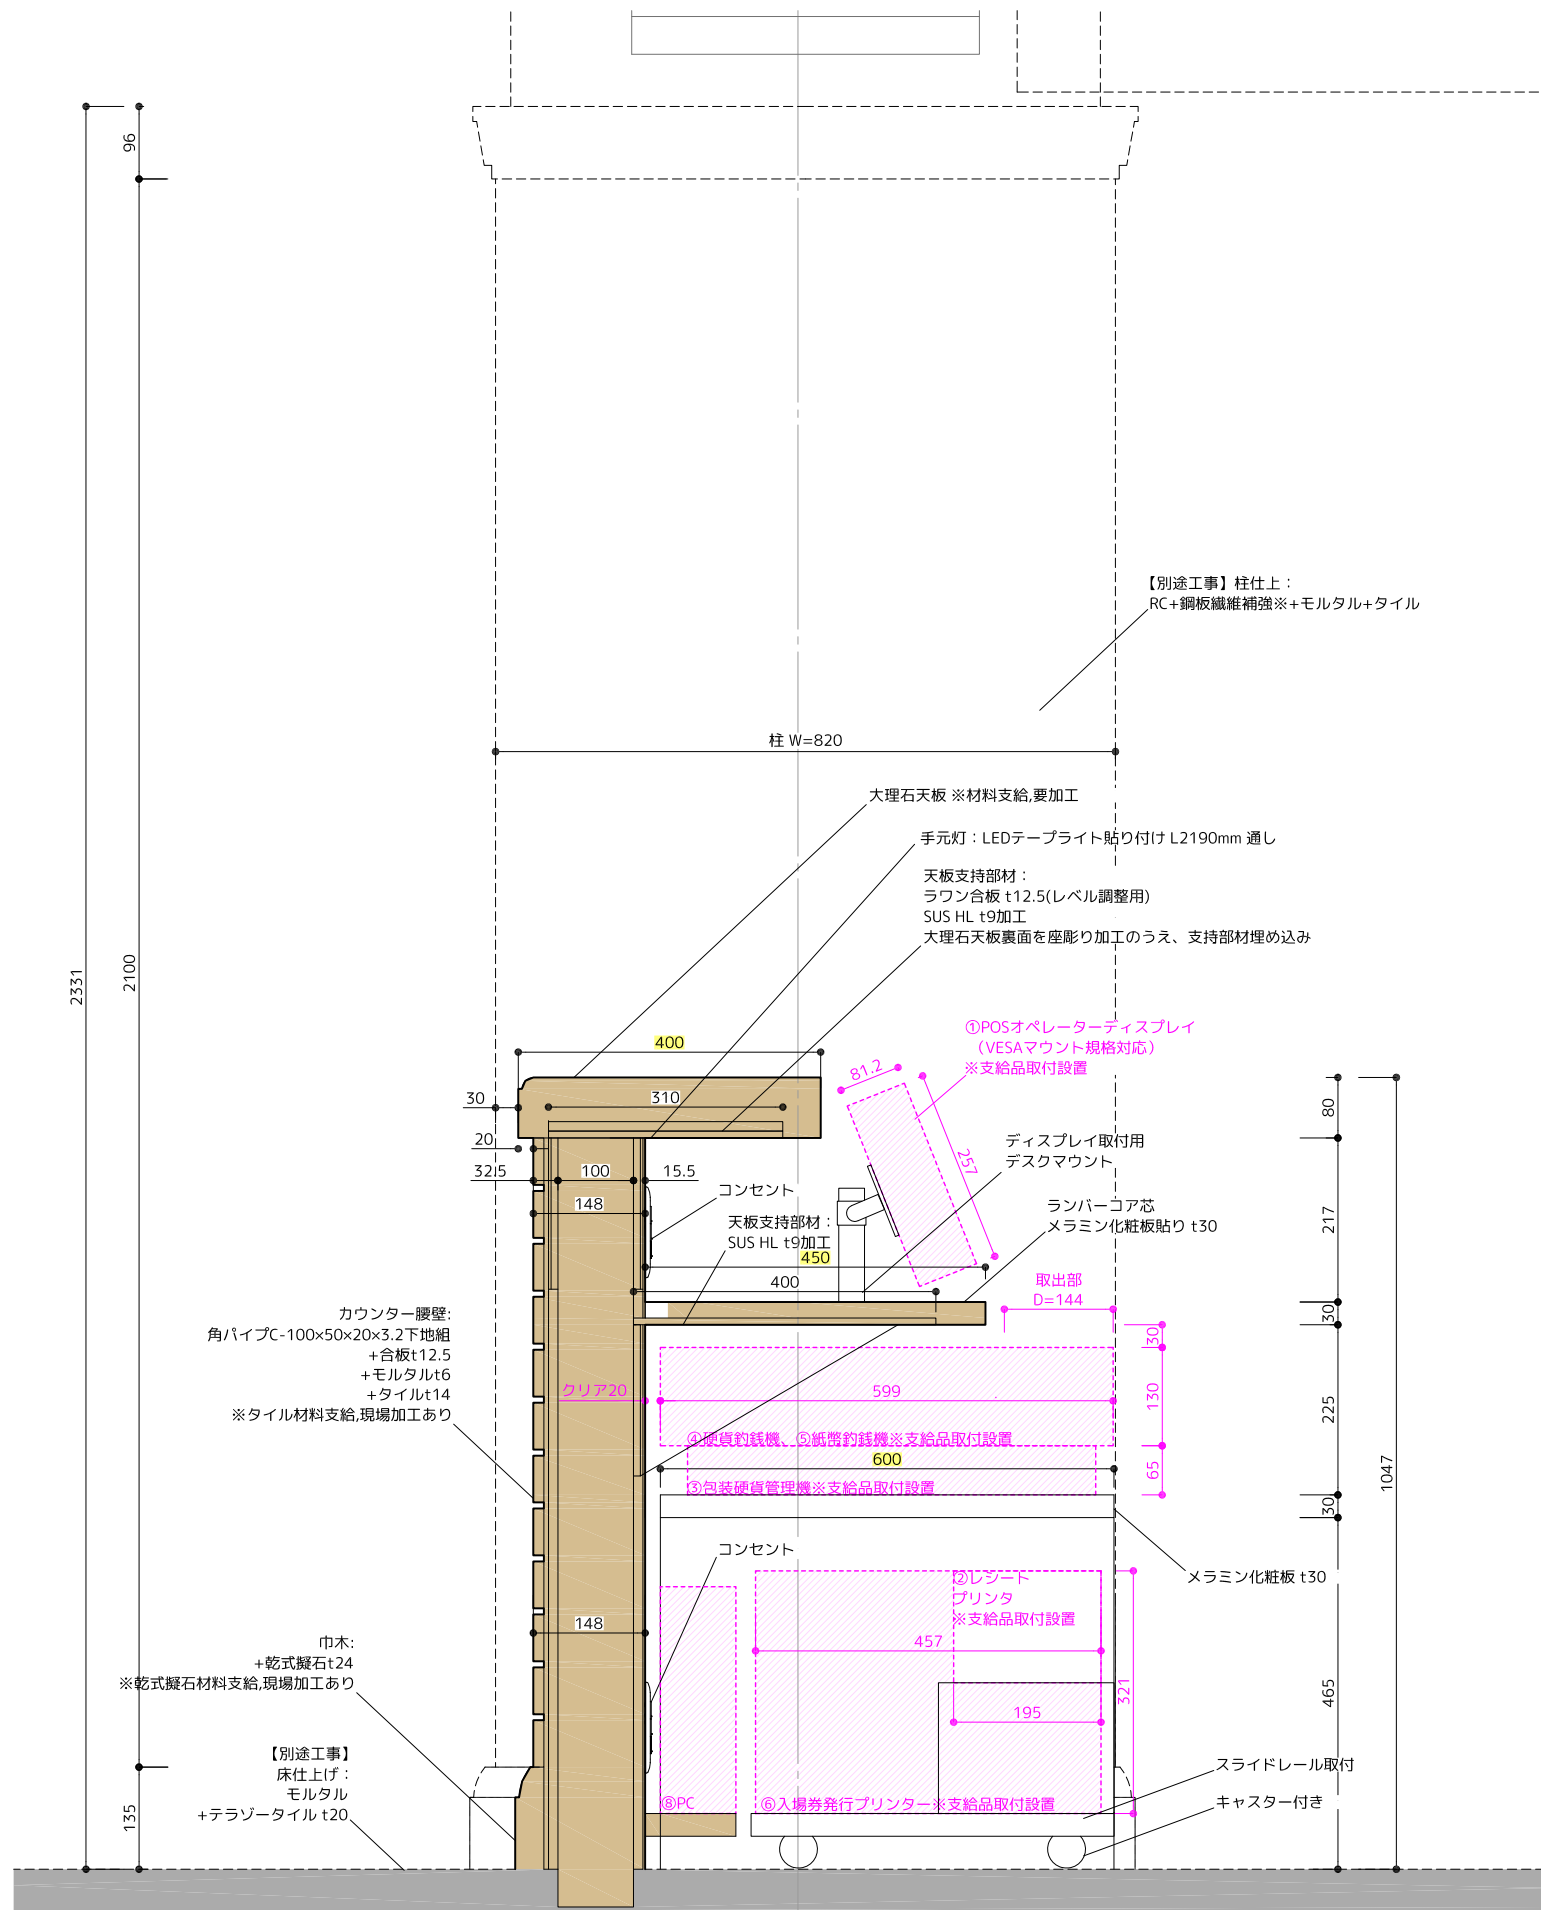 96
2331
2100
135
【別途工事】柱仕上：
RC+鋼板繊維補強※+モルタル+タイル
柱 W=820
大理石天板 ※材料支給,要加工
手元灯：LEDテープライト貼り付け L2190mm 通し
天板支持部材：
ラワン合板 t12.5(レベル調整用)
SUS HL t9加工
大理石天板裏面を座彫り加工のうえ、支持部材埋め込み
①POSオペレーターディスプレイ
（VESAマウント規格対応）
※支給品取付設置
400
81.2
257
30
310
20
32.5
100
15.5
148
コンセント
天板支持部材：
SUS HL t9加工
450
400
ディスプレイ取付用
デスクマウント
ランバーコア芯
メラミン化粧板貼り t30
取出部
D=144
80
217
30
225
30
465
1047
30
130
65
カウンター腰壁:
角パイプC-100×50×20×3.2下地組
+合板t12.5
+モルタルt6
+タイルt14
※タイル材料支給,現場加工あり
クリア20
599
④硬貨釣銭機、⑤紙幣釣銭機※支給品取付設置
600
③包装硬貨管理機※支給品取付設置
コンセント
メラミン化粧板 t30
②レシート
プリンタ
※支給品取付設置
148
457
195
321
巾木:
+乾式擬石t24
※乾式擬石材料支給,現場加工あり
【別途工事】
床仕上げ：
モルタル
+テラゾータイル t20
⑧PC
⑥入場券発行プリンター※支給品取付設置
スライドレール取付
キャスター付き